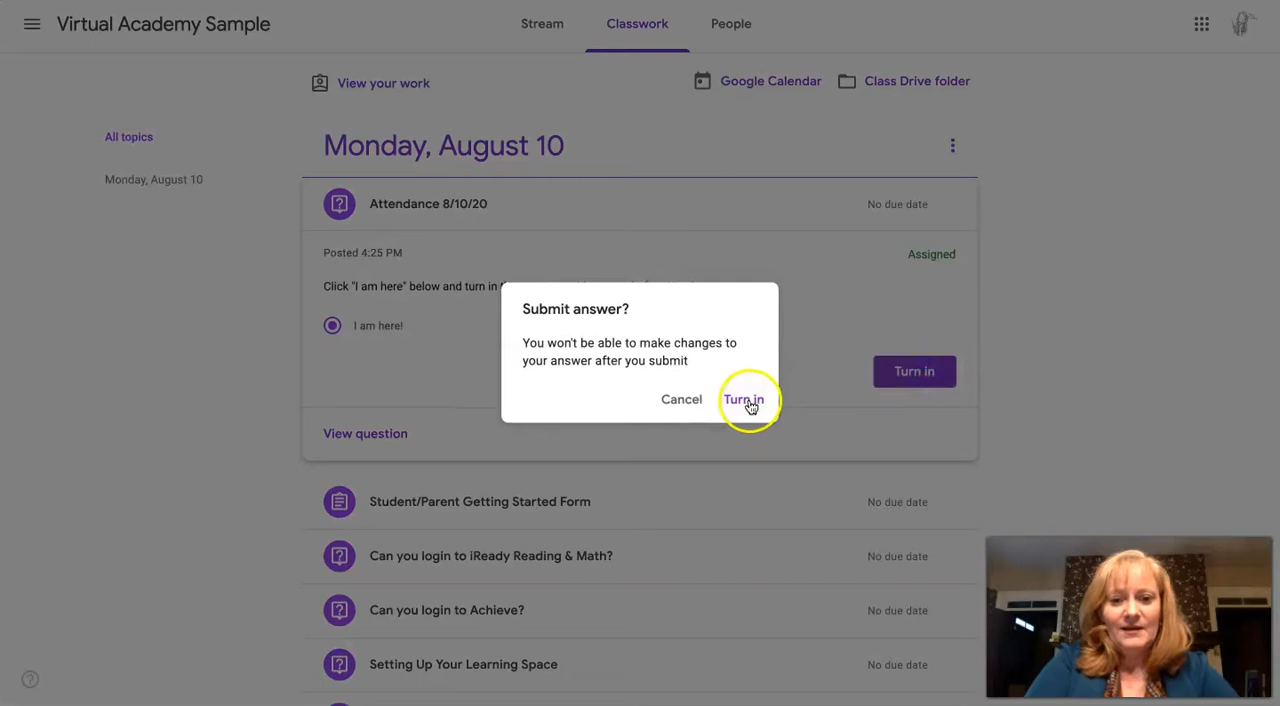 Virtual Academy Sample
Stream
Classwork
People
View your work
Google Calendar
Class Drive folder
All topics
Monday, August 10
Monday, August 10
Attendance 8/10/20
No due date
Posted 4:25 PM
Assigned
Click "I am here" below and turn in
I am here!
Submit answer?
You won't be able to make changes to
your answer after you submit
Cancel
Turn in
Turn in
View question
Student/Parent Getting Started Form
No due date
Can you login to iReady Reading & Math?
No due date
Can you login to Achieve?
No due date
Setting Up Your Learning Space
No due date